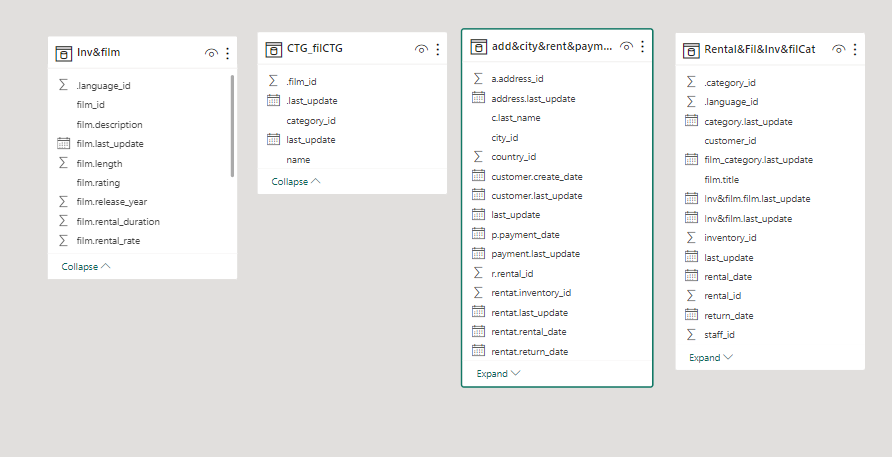 Inv&film
.language_id
film_id
film.description
film.last_update
film.length
film.rating
film.release_year
film.rental_duration
film.rental_rate
Collapse
CTG_filCTG
.film_id
.last_update
category_id
last_update
name
Collapse
add&city&rent&paym...
a.address_id
address.last_update
c.last_name
city_id
country_id
customer.create_date
customer.last_update
last_update
p.payment_date
payment.last_update
r.rental_id
rentat.inventory_id
rentat.last_update
rentat.rental_date
rentat.return_date
Expand
Rental&Fil&Inv&filCat
.category_id
.language_id
category.last_update
customer_id
film_category.last_update
film.title
Inv&film.film.last_update
Inv&film.last_update
inventory_id
last_update
rental_date
rental_id
return_date
staff_id
Expand